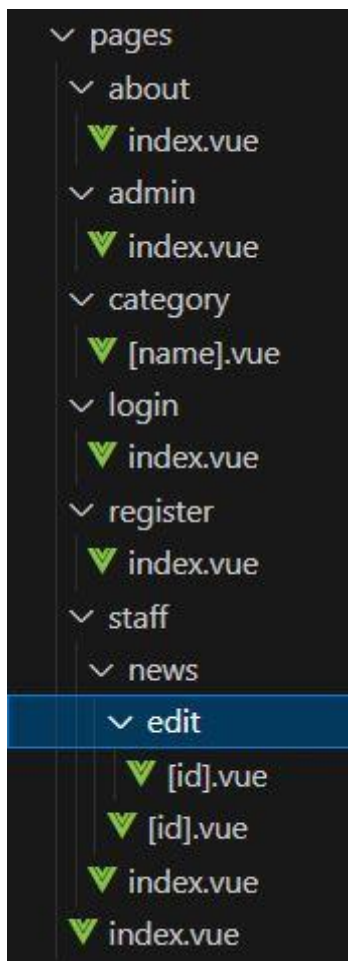 pages
about
index.vue
admin
index.vue
category
[name].vue
login
index.vue
register
index.vue
staff
news
edit
[id].vue
[id].vue
index.vue
index.vue